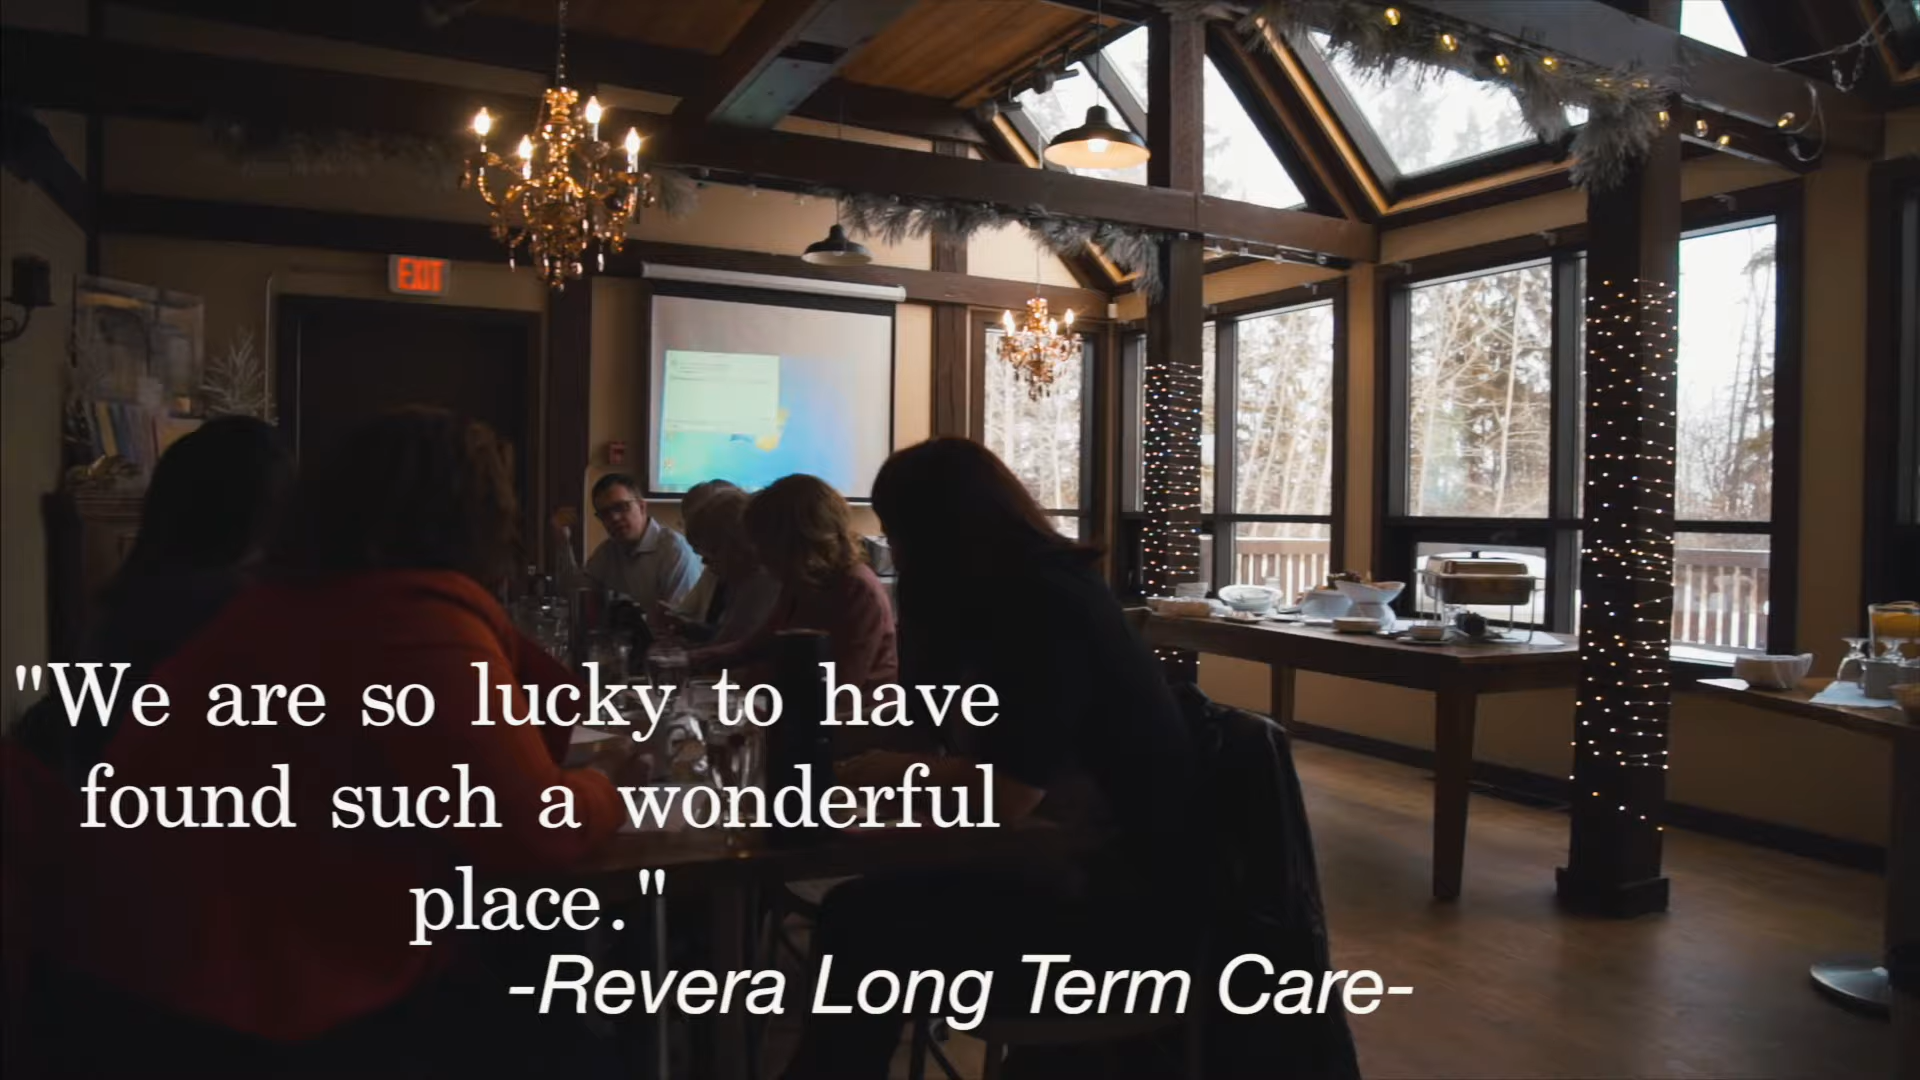 EXIT
"We are so lucky to have
found such a wonderful
place."
-Revera Long Term Care-